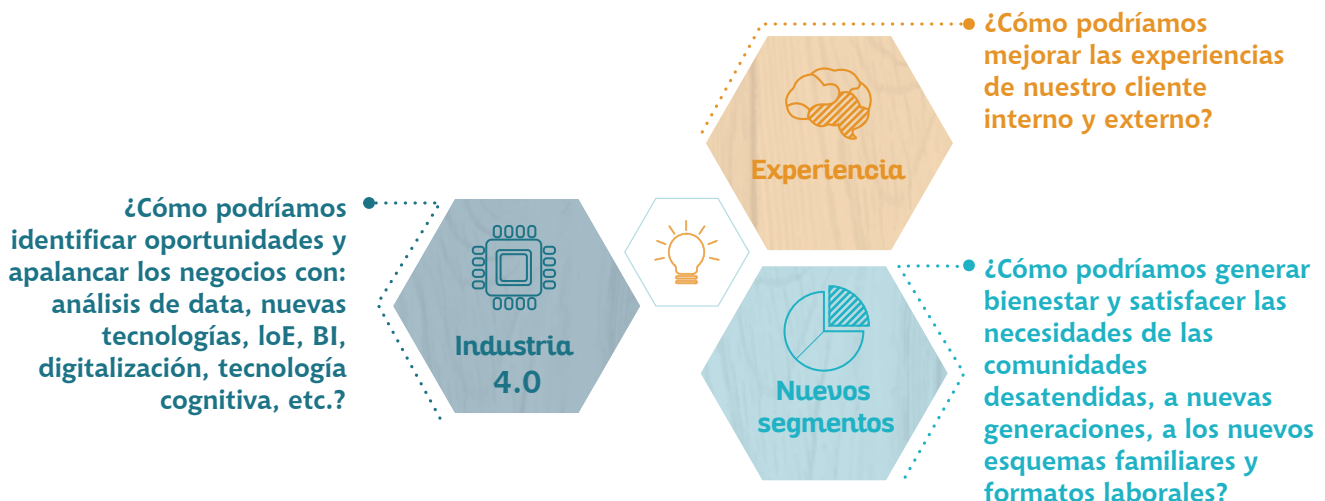 ¿Cómo podríamos
mejorar las experiencias
de nuestro cliente
interno y externo?
Experiencia
¿Cómo podríamos
identificar oportunidades y
apalancar los negocios con:
análisis de data, nuevas
tecnologías, loE, BI,
digitalización, tecnología
cognitiva, etc.?
Industria
4.0
Nuevos
segmentos
¿Cómo podríamos generar
bienestar y satisfacer las
necesidades de las
comunidades
desatendidas, a nuevas
generaciones, a los nuevos
esquemas familiares y
formatos laborales?